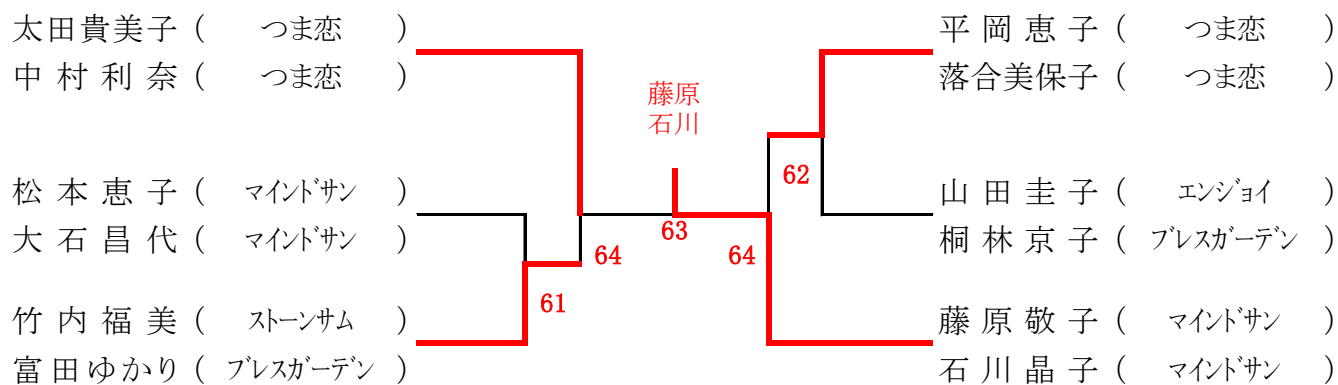 太田貴美子 ( つま恋 )
中村利奈 ( つま恋 )
松本恵子 ( マインドサン )
大石昌代 ( マインドサン )
竹内福美 ( ストーンサム )
富田ゆかり ( ブレスガーデン )
藤原
石川
63
64
64
61
62
平岡恵子 ( つま恋 )
落合美保子 ( つま恋 )
山田圭子 ( エンジョイ )
桐林京子 ( ブレスガーデン )
藤原敬子 ( マインドサン )
石川晶子 ( マインドサン )